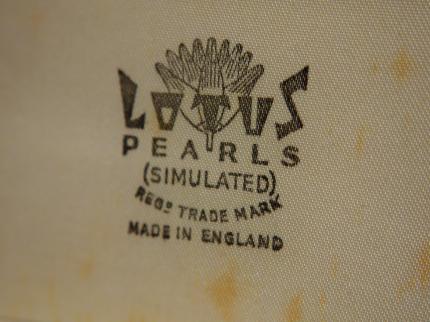 LOTUS
PEARLS
(SIMULATED)
REGD TRADE MARK
MADE IN ENGLAND